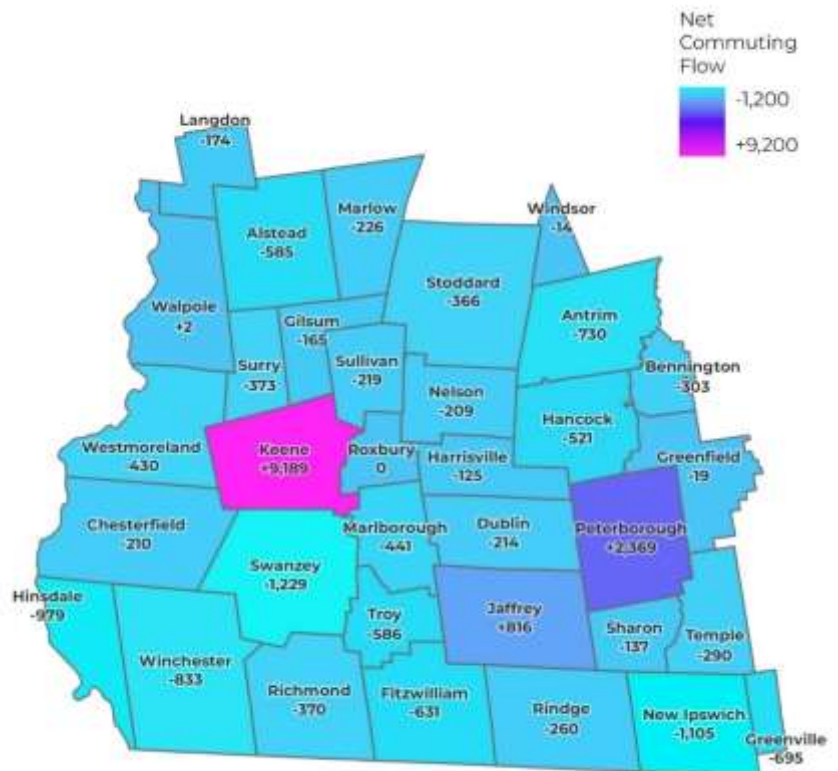 Net
Commuting
Flow
-1,200
+9,200
Langdon
-174
Alstead
-585
Marlow
-226
Windsor
-14
Walpole
+2
Stoddard
-366
Antrim
-730
Gilsum
-165
Surry
-373
Sullivan
-219
Bennington
-303
Nelson
-209
Hancock
-521
Westmoreland
430
Keene
+9,189
Roxbury
0
Harrisville
-125
Greenfield
-19
Chesterfield
-210
Marlborough
-441
Dublin
-214
Peterborough
+2,369
Swanzey
-1,229
Hinsdale
-979
Troy
-586
Jaffrey
+816
Sharon
-137
Temple
-290
Winchester
-833
Richmond
-370
Fitzwilliam
-631
Rindge
-260
New Ipswich
-1,105
Greenville
-695